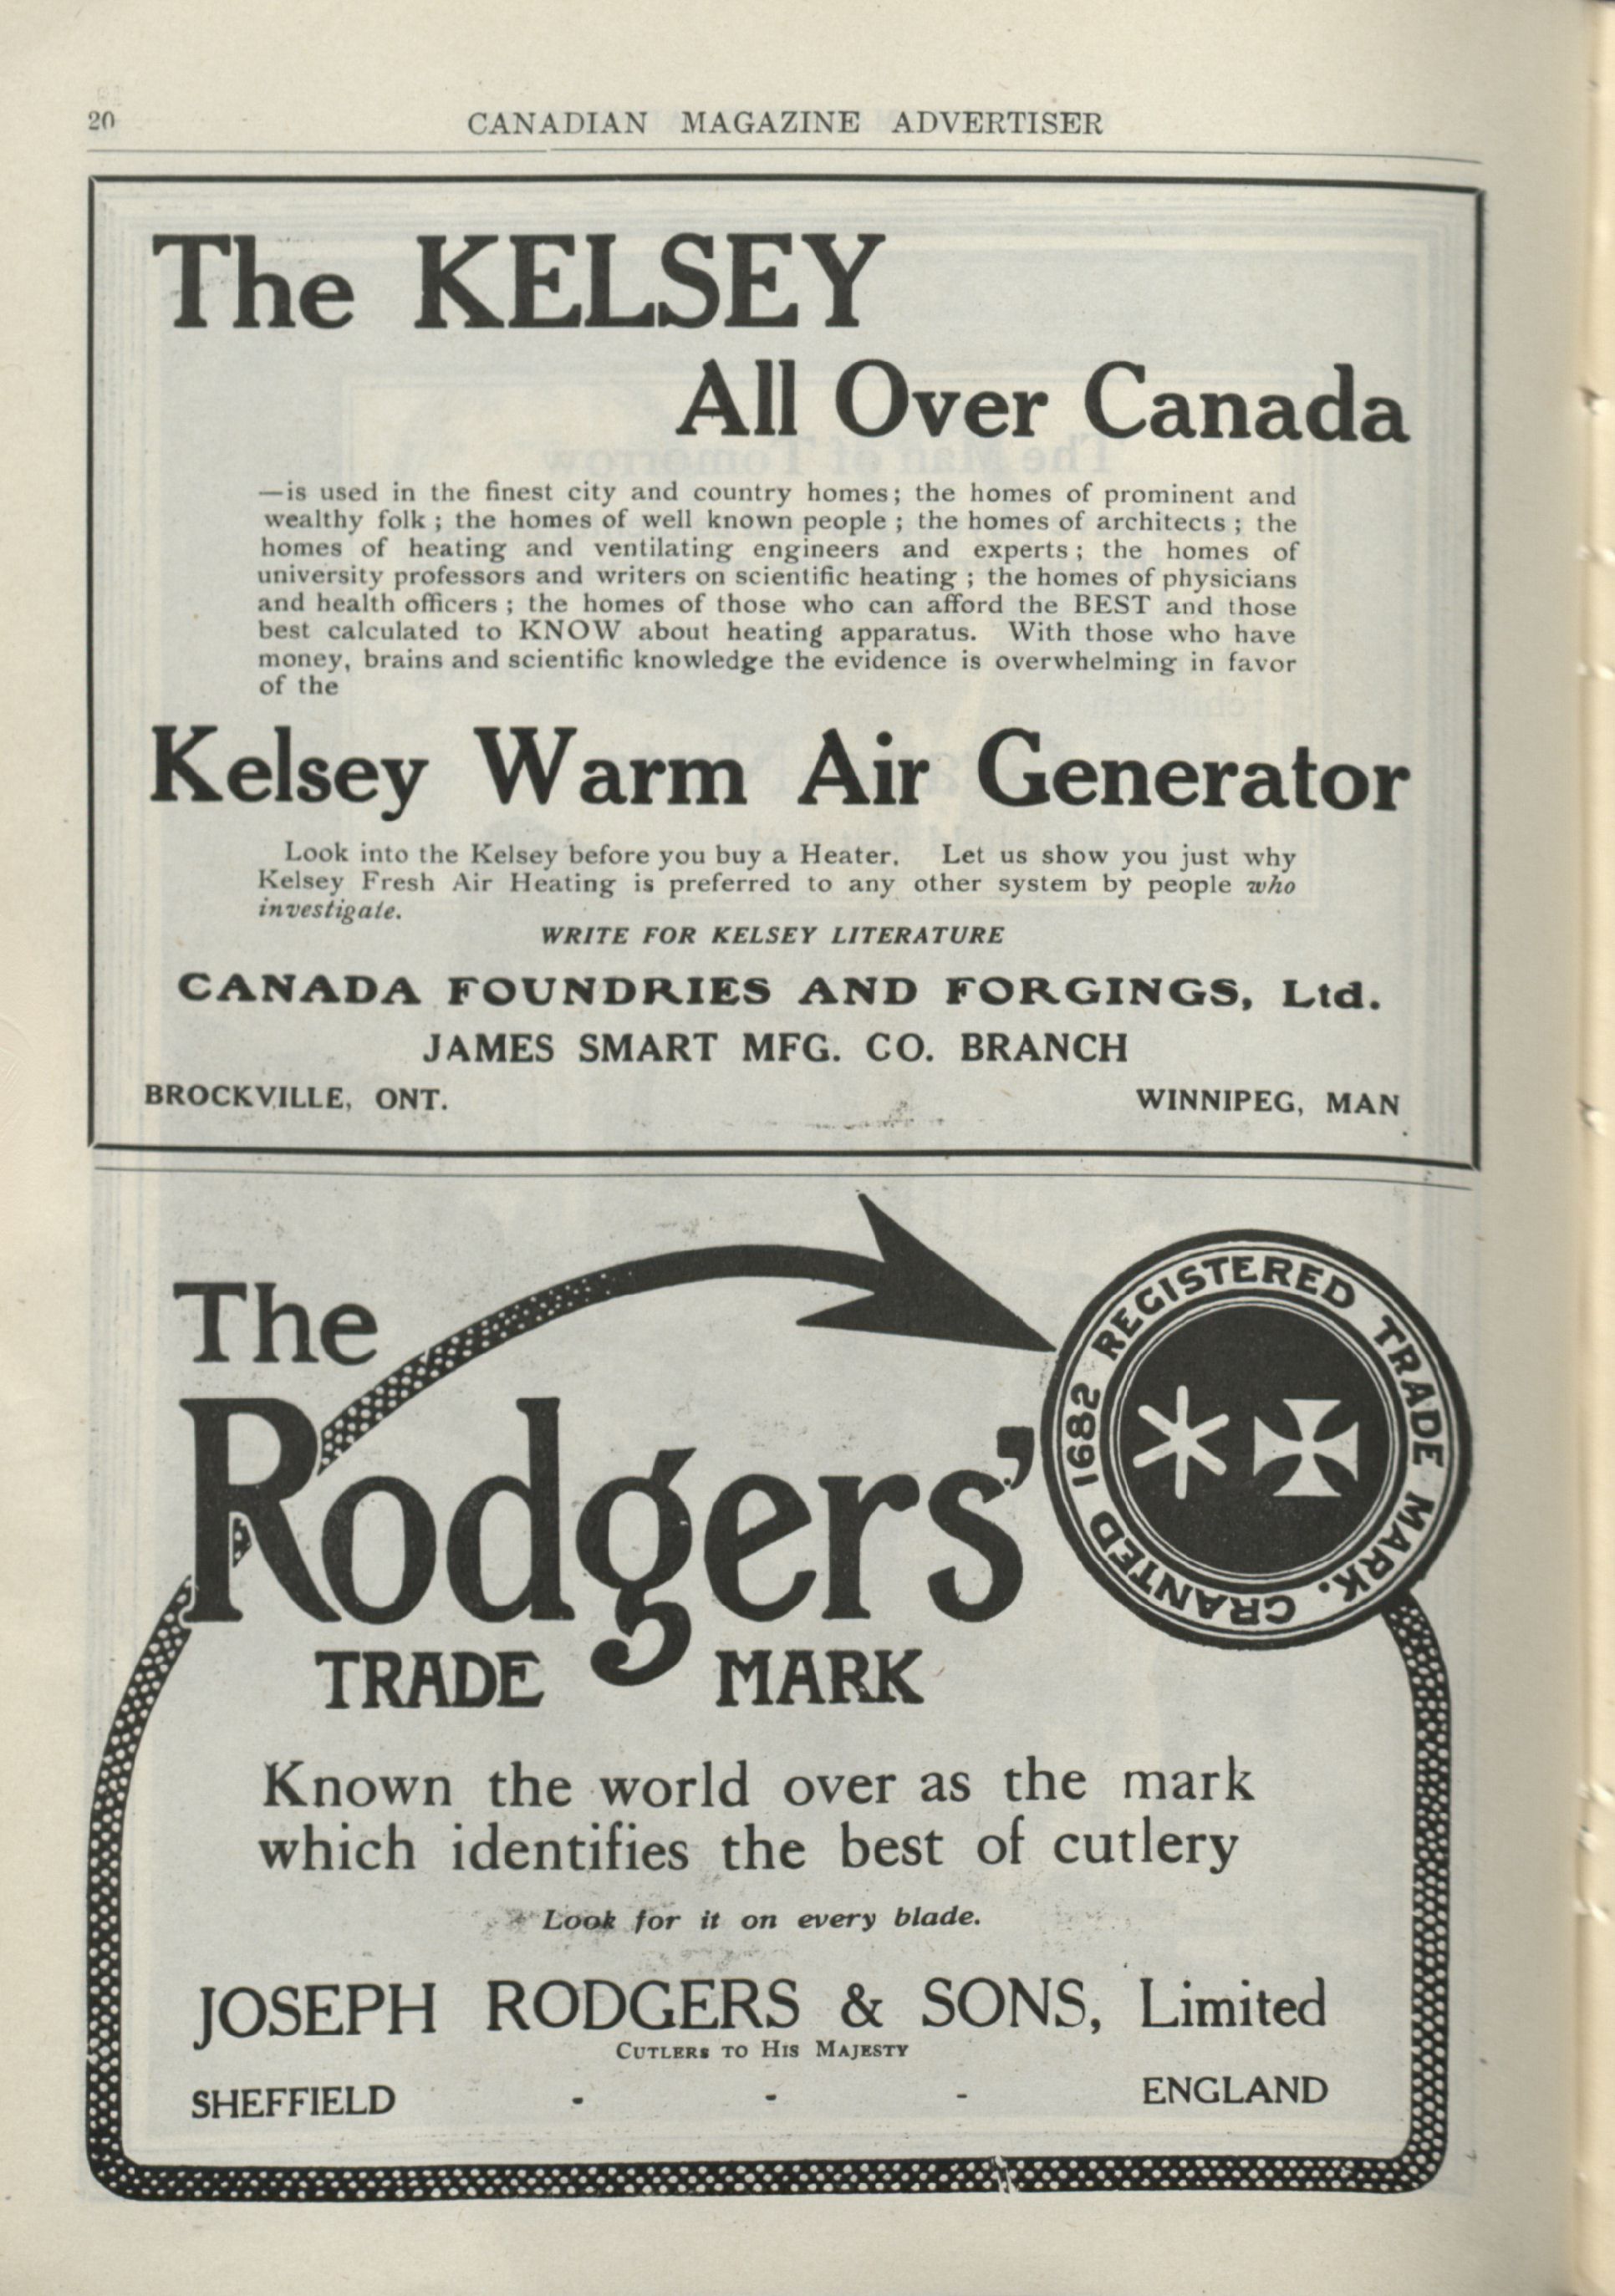 20
CANADIAN MAGAZINE ADVERTISER
The KELSEY
All Over Canada
—is used in the finest city and country homes; the homes of prominent and
wealthy folk ; the homes of well known people ; the homes of architects ; the
homes of heating and ventilating engineers and experts ; the homes of
university professors and writers on scientific heating ; the homes of physicians
and health officers ; the homes of those who can afford the BEST and those
best calculated to KNOW about heating apparatus. With those who have
money, brains and scientific knowledge the evidence is overwhelming in favor
of the
Kelsey Warm Air Generator
Look into the Kelsey before you buy a Heater. Let us show you just why
Kelsey Fresh Air Heating is preferred to any other system by people who
investigate.
WRITE FOR KELSEY LITERATURE
CANADA FOUNDRIES AND FORGINGS, Ltd.
JAMES SMART MFG. CO. BRANCH
BROCKVILLE, ONT. WINNIPEG, MAN
The
Rodgers'
TRADE MARK
REGISTERED TRADE MARK. GRANTED 1682
Known the world over as the mark
which identifies the best of cutlery
Look for it on every blade.
JOSEPH RODGERS & SONS, Limited
CUTLERS TO HIS MAJESTY
SHEFFIELD - - - ENGLAND